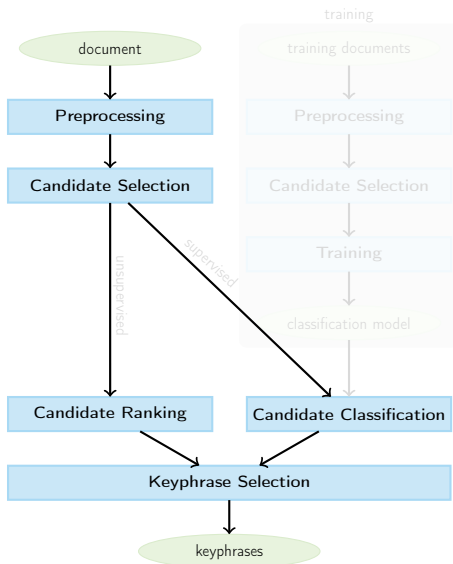 training
document
training documents
Preprocessing
Preprocessing
Candidate Selection
Candidate Selection
Training
unsupervised
supervised
classification model
Candidate Ranking
Candidate Classification
Keyphrase Selection
keyphrases